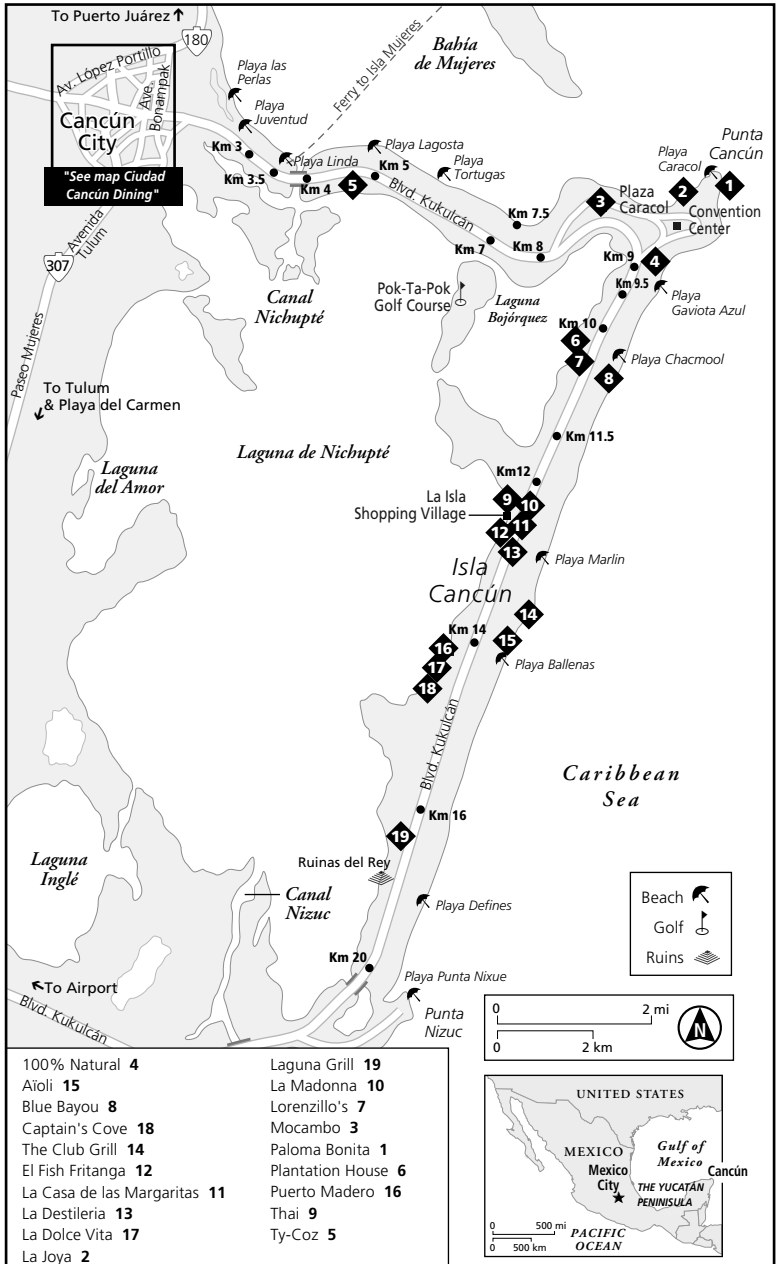 To Puerto Juárez
180
Av. López Portillo
Ave. Bonampak
Cancún
City
"See map Ciudad
Cancún Dining"
Playa las
Perlas
Playa
Juventud
Ferry to Isla Mujeres
Bahía
de Mujeres
Km 3
Km 3.5
Playa Linda
Km 4
5
Km 5
Playa Lagosta
Playa
Tortugas
Blvd. Kukulcán
Km 7.5
Km 7
Km 8
3
Plaza
Caracol
Playa
Caracol
2
1
Punta
Cancún
Convention
Center
Km 9
4
Km 9.5
Playa
Gaviota Azul
Avenida
Tulum
307
Paseo Mujeres
Canal
Nichupté
Pok-Ta-Pok
Golf Course
Laguna
Bojórquez
Km 10
6
7
8
Playa Chacmool
To Tulum
& Playa del Carmen
Laguna de Nichupté
Km 11.5
Laguna
del Amor
Km12
La Isla
Shopping Village
9
10
11
12
13
Isla
Cancún
Playa Marlin
14
Km 14
15
Playa Ballenas
16
17
18
Blvd. Kukulcán
Caribbean
Sea
Km 16
19
Ruinas del Rey
Laguna
Inglé
Canal
Nizuc
Playa Defines
Km 20
Playa Punta Nixue
Punta
Nizuc
To Airport
Blvd. Kukulcán
Beach
Golf
Ruins
0
2 mi
0
2 km
N
100% Natural 4
Aïoli 15
Blue Bayou 8
Captain's Cove 18
The Club Grill 14
El Fish Fritanga 12
La Casa de las Margaritas 11
La Destileria 13
La Dolce Vita 17
La Joya 2
Laguna Grill 19
La Madonna 10
Lorenzillo's 7
Mocambo 3
Paloma Bonita 1
Plantation House 6
Puerto Madero 16
Thai 9
Ty-Coz 5
UNITED STATES
MEXICO
Mexico
City
Gulf of
Mexico
Cancún
THE YUCATÁN
PENINSULA
0
500 mi
0
500 km
PACIFIC
OCEAN